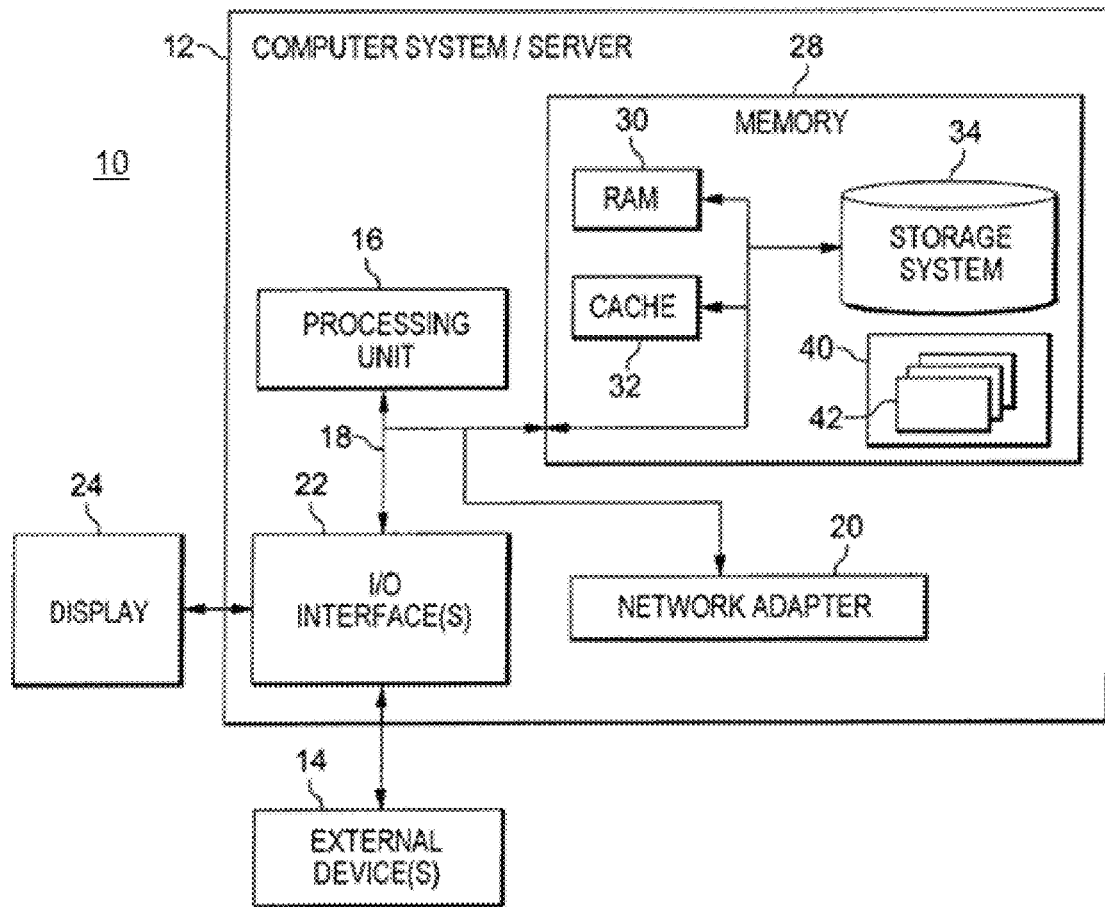 12
COMPUTER SYSTEM / SERVER
28
MEMORY
10
30
RAM
34
STORAGE
SYSTEM
16
PROCESSING
UNIT
CACHE
32
40
42
18
24
22
20
DISPLAY
I/O
INTERFACE(S)
NETWORK ADAPTER
14
EXTERNAL
DEVICE(S)